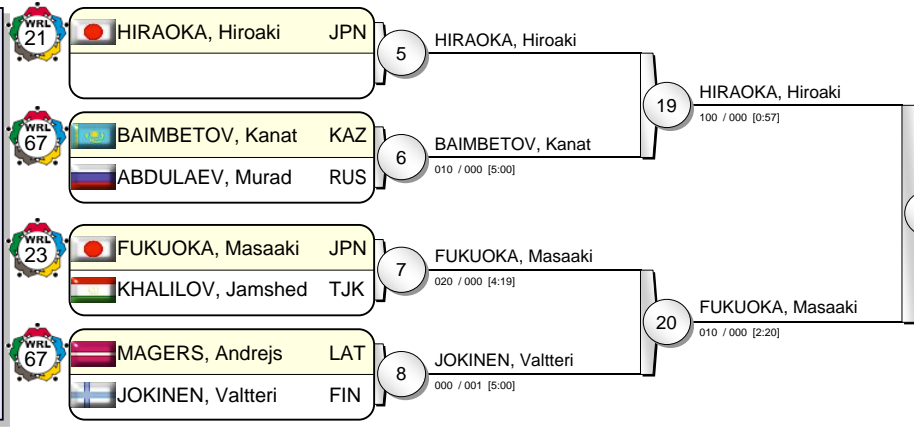 WRL
21
HIRAOKA, Hiroaki JPN
5
HIRAOKA, Hiroaki
WRL
67
BAIMBETOV, Kanat KAZ
ABDULAEV, Murad RUS
6
BAIMBETOV, Kanat
010 / 000 [5:00]
19
HIRAOKA, Hiroaki
100 / 000 [0:57]
WRL
23
FUKUOKA, Masaaki JPN
KHALILOV, Jamshed TJK
7
FUKUOKA, Masaaki
020 / 000 [4:19]
WRL
67
MAGERS, Andrejs LAT
JOKINEN, Valtteri FIN
8
JOKINEN, Valtteri
000 / 001 [5:00]
20
FUKUOKA, Masaaki
010 / 000 [2:20]